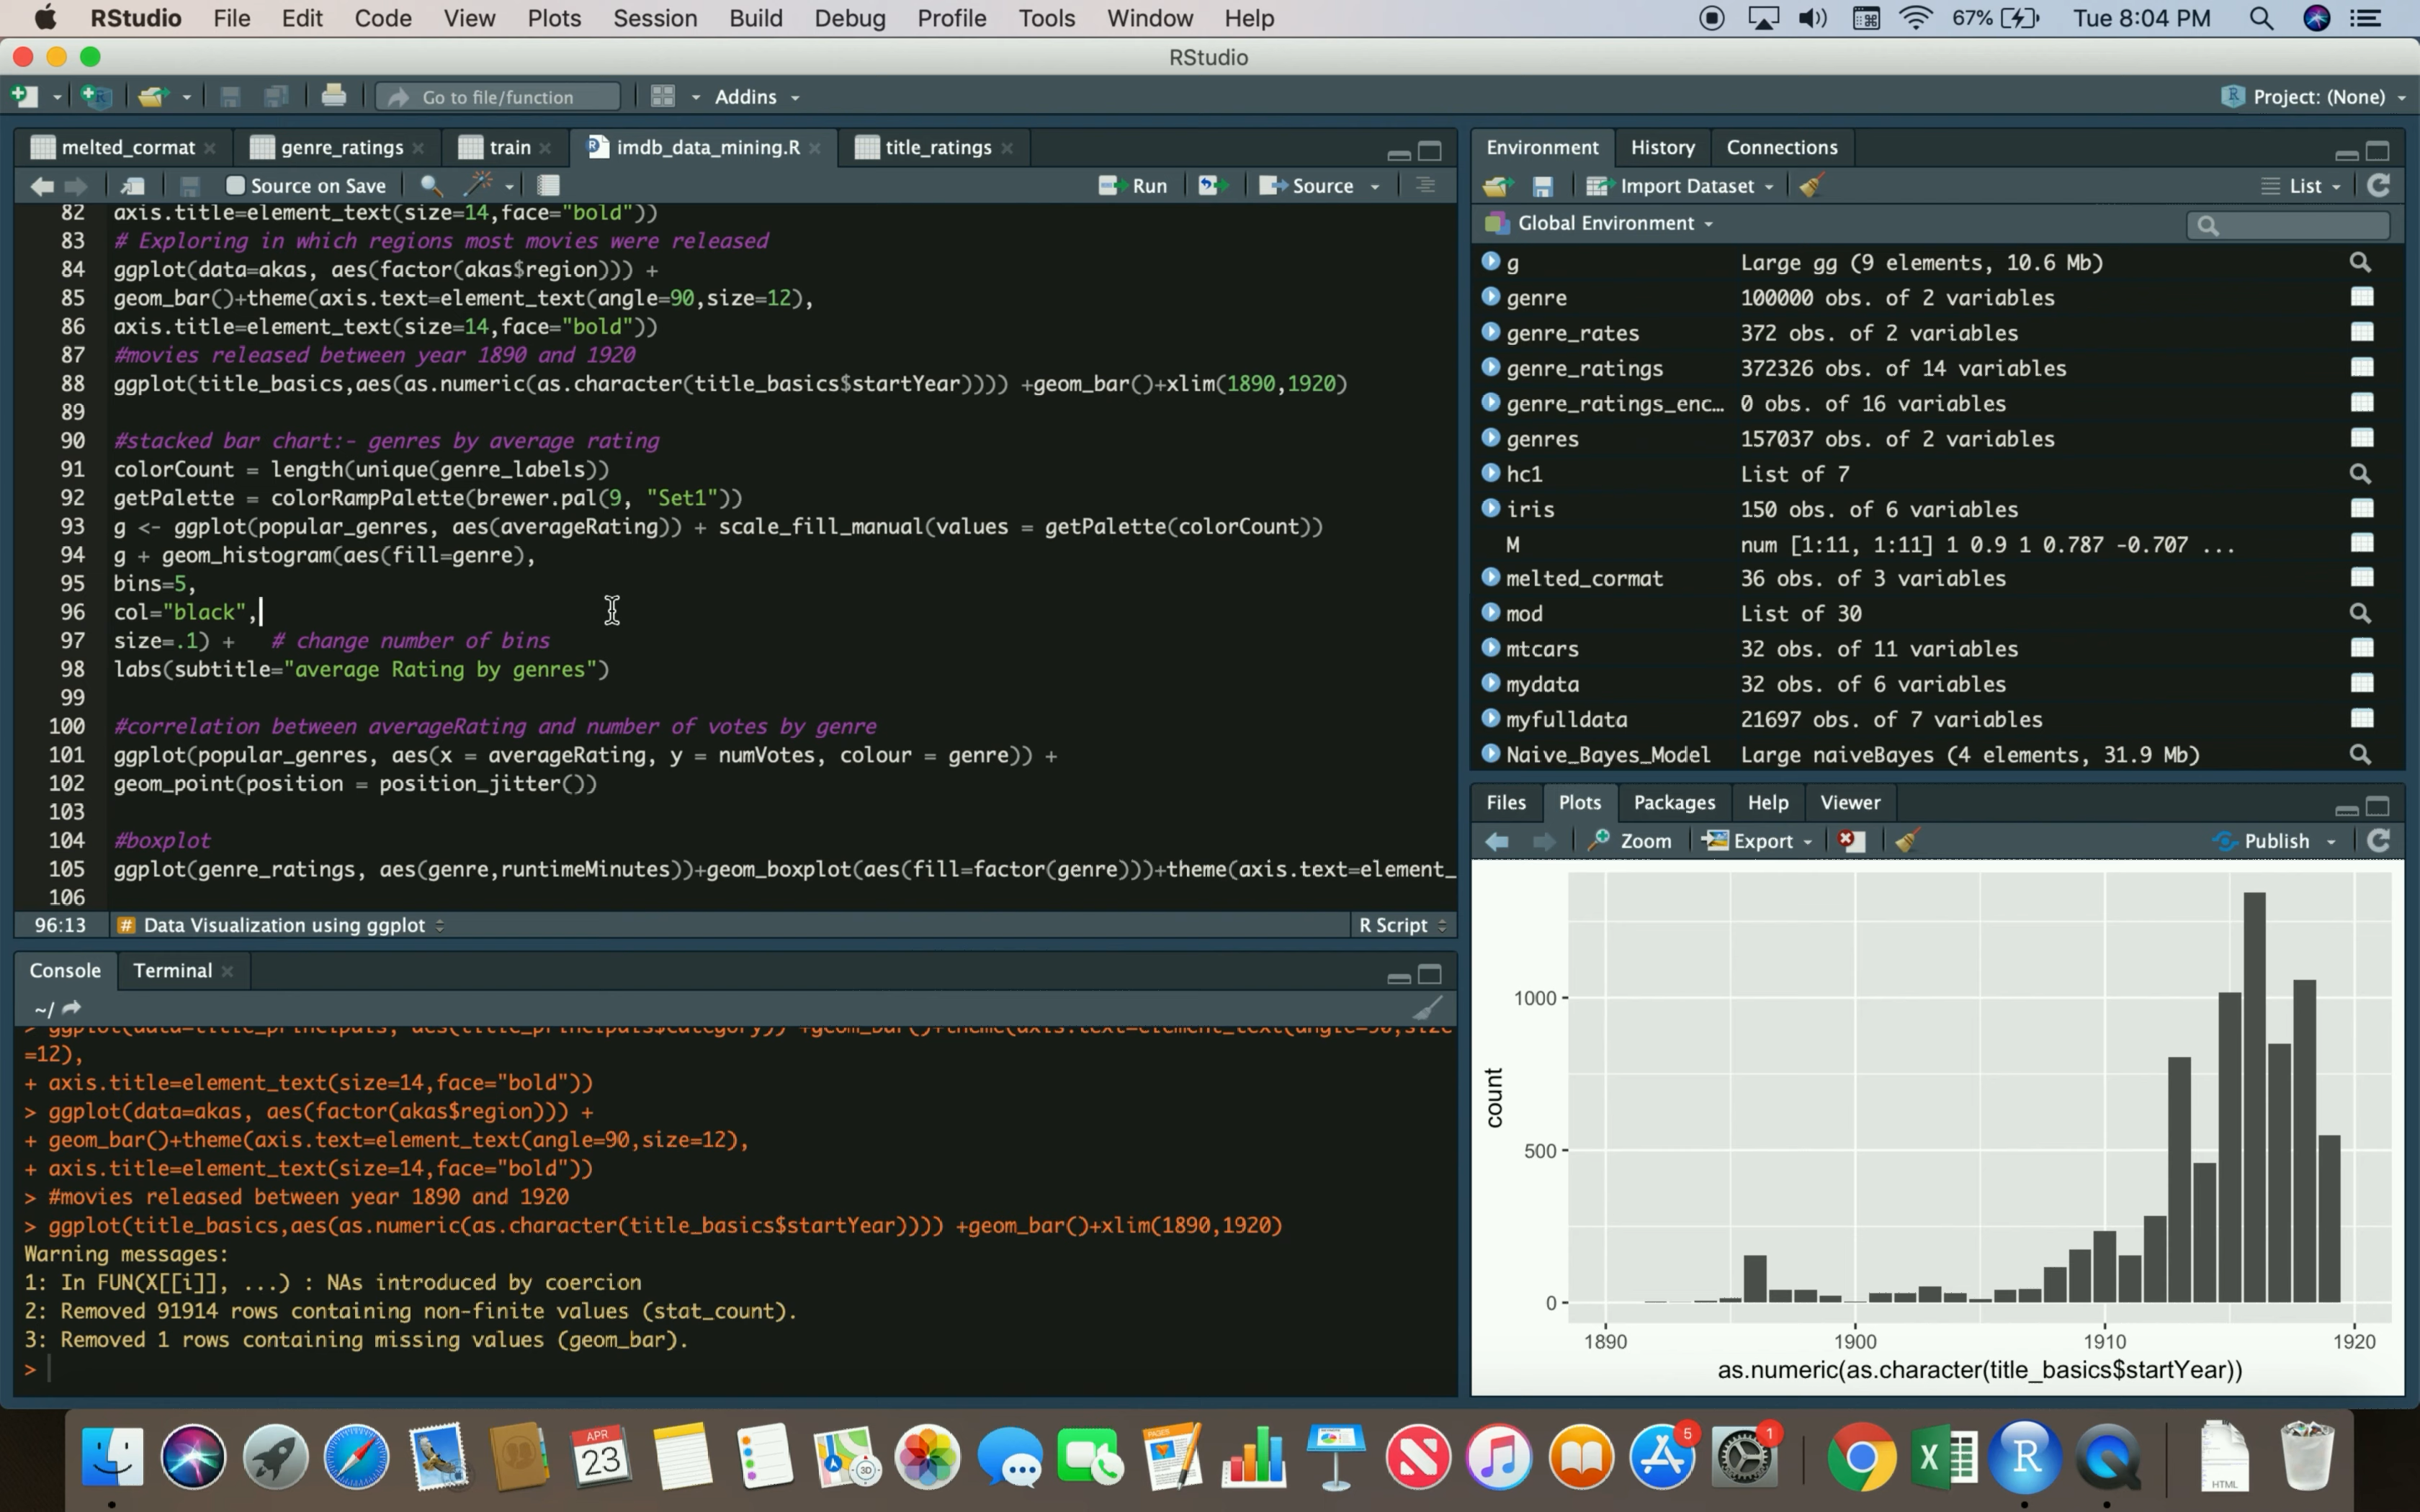 RStudio File Edit Code View Plots Session Build Debug Profile Tools Window Help 67% Tue 8:04 PM
RStudio
Go to file/function Addins Project: (None)
melted_cormat genre_ratings train imdb_data_mining.R title_ratings
Source on Save Run Source
82 axis.title=element_text(size=14,face="bold"))
83 # Exploring in which regions most movies were released
84 ggplot(data=akas, aes(factor(akas$region))) +
85 geom_bar()+theme(axis.text=element_text(angle=90,size=12),
86 axis.title=element_text(size=14,face="bold"))
87 #movies released between year 1890 and 1920
88 ggplot(title_basics,aes(as.numeric(as.character(title_basics$startYear)))) +geom_bar()+xlim(1890,1920)
89
90 #stacked bar chart:- genres by average rating
91 colorCount = length(unique(genre_labels))
92 getPalette = colorRampPalette(brewer.pal(9, "Set1"))
93 g <- ggplot(popular_genres, aes(averageRating)) + scale_fill_manual(values = getPalette(colorCount))
94 g + geom_histogram(aes(fill=genre),
95 bins=5,
96 col="black",
97 size=.1) + # change number of bins
98 labs(subtitle="average Rating by genres")
99
100 #correlation between averageRating and number of votes by genre
101 ggplot(popular_genres, aes(x = averageRating, y = numVotes, colour = genre)) +
102 geom_point(position = position_jitter())
103
104 #boxplot
105 ggplot(genre_ratings, aes(genre,runtimeMinutes))+geom_boxplot(aes(fill=factor(genre)))+theme(axis.text=element_
106
96:13 # Data Visualization using ggplot R Script
Console Terminal
~/
> ggplot(data=title_principals, aes(title_principals$category)) +geom_bar()+theme(axis.text=element_text(angle=90,size
=12),
+ axis.title=element_text(size=14,face="bold"))
> ggplot(data=akas, aes(factor(akas$region))) +
+ geom_bar()+theme(axis.text=element_text(angle=90,size=12),
+ axis.title=element_text(size=14,face="bold"))
> #movies released between year 1890 and 1920
> ggplot(title_basics,aes(as.numeric(as.character(title_basics$startYear)))) +geom_bar()+xlim(1890,1920)
Warning messages:
1: In FUN(X[[i]], ...) : NAs introduced by coercion
2: Removed 91914 rows containing non-finite values (stat_count).
3: Removed 1 rows containing missing values (geom_bar).
>
Environment History Connections
Import Dataset List
Global Environment
g Large gg (9 elements, 10.6 Mb)
genre 100000 obs. of 2 variables
genre_rates 372 obs. of 2 variables
genre_ratings 372326 obs. of 14 variables
genre_ratings_enc… 0 obs. of 16 variables
genres 157037 obs. of 2 variables
hc1 List of 7
iris 150 obs. of 6 variables
M num [1:11, 1:11] 1 0.9 1 0.787 -0.707 ...
melted_cormat 36 obs. of 3 variables
mod List of 30
mtcars 32 obs. of 11 variables
mydata 32 obs. of 6 variables
myfulldata 21697 obs. of 7 variables
Naive_Bayes_Model Large naiveBayes (4 elements, 31.9 Mb)
Files Plots Packages Help Viewer
Zoom Export Publish
count
1000
500
0
1890 1900 1910 1920
as.numeric(as.character(title_basics$startYear))
APR
23
3D
PAGES
5
1
X
R
HTML